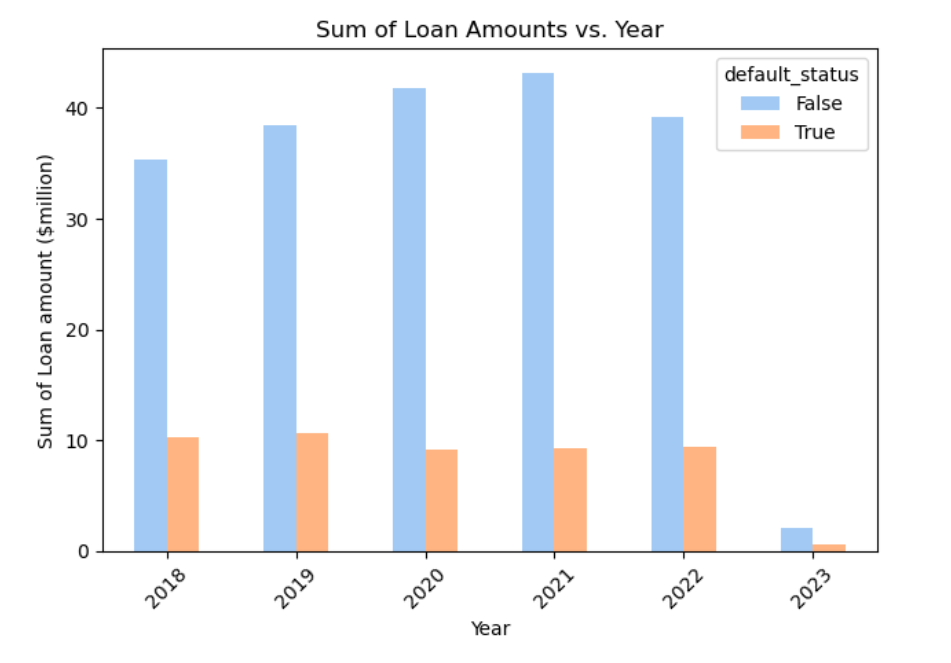 Sum of Loan Amounts vs. Year
default_status
False
True
Sum of Loan amount ($million)
40
30
20
10
0
2018 2019 2020 2021 2022 2023
Year